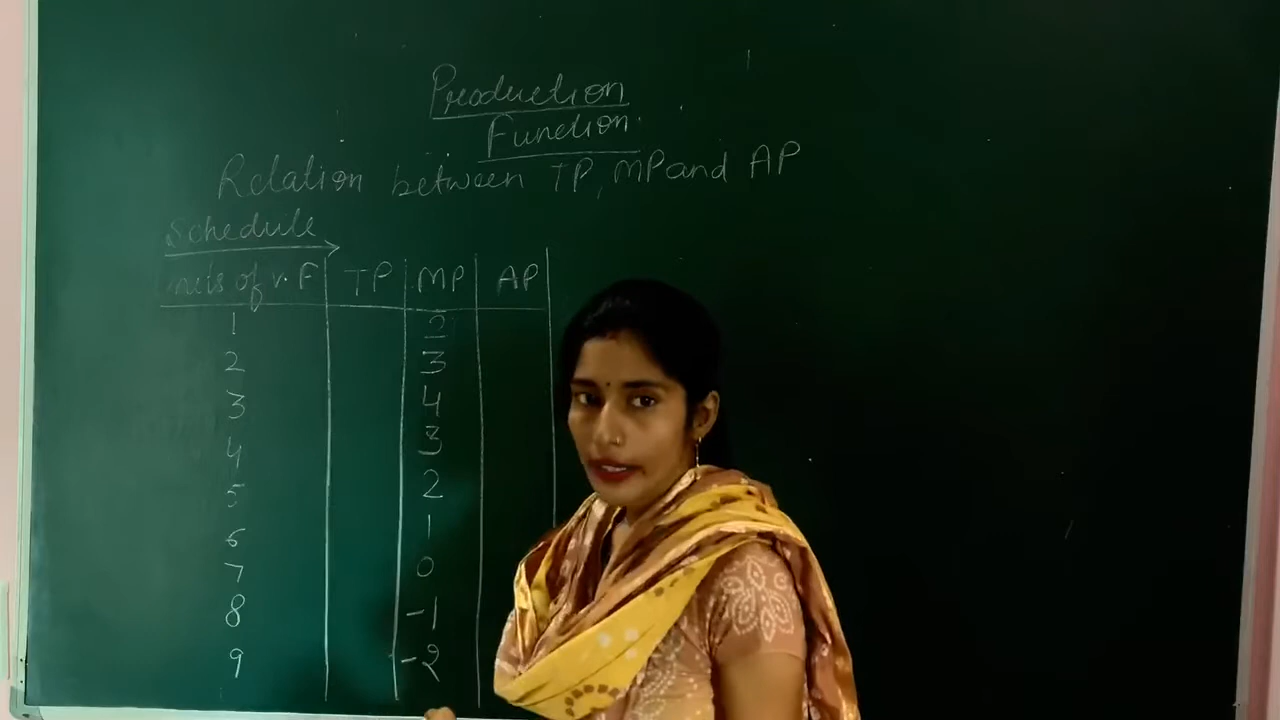 Production
Function
Relation between TP, MP and AP
Schedule
units of v.F TP MP AP
1 2
2 3
3 4
4 3
5 2
6 1
7 0
8 -1
9 -2